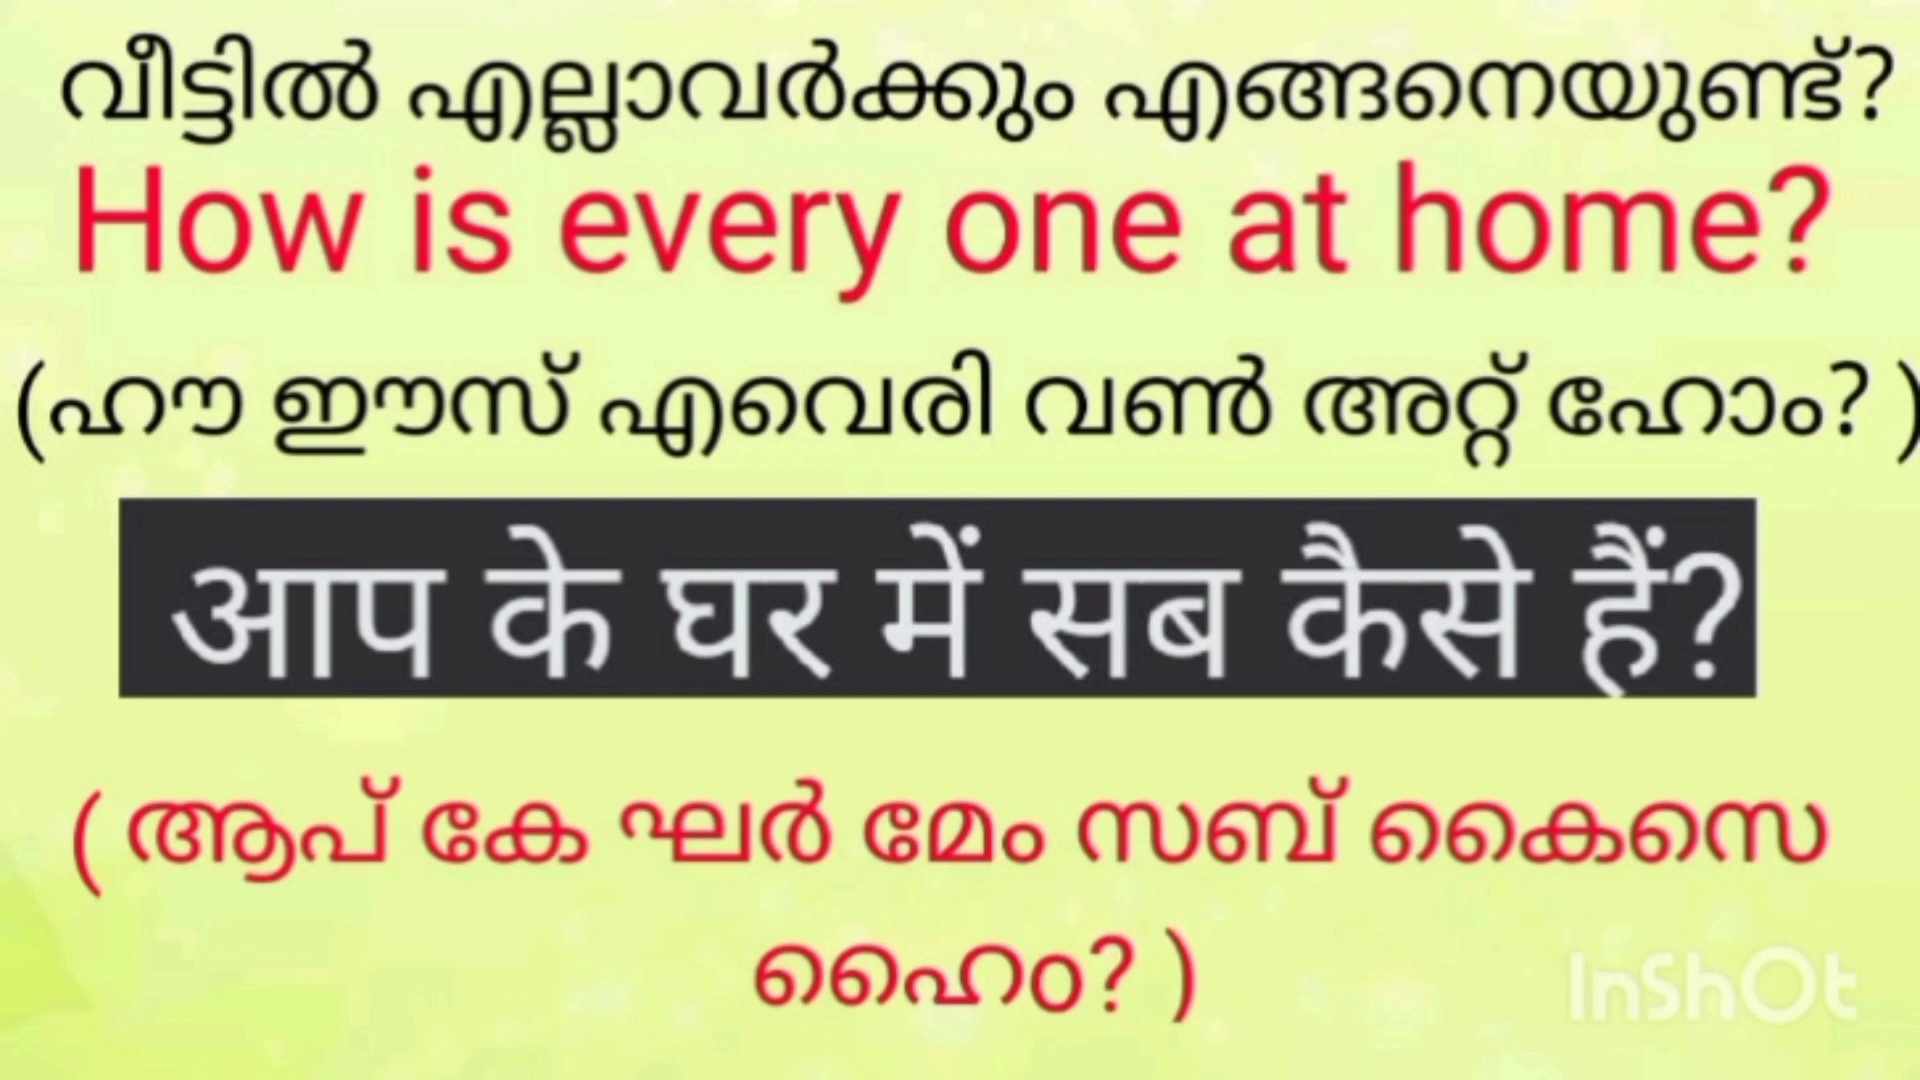 വീട്ടിൽ എല്ലാവർക്കും എങ്ങനെയുണ്ട്?
How is every one at home?
(ഹൗ ഈസ് എവെരി വൺ അറ്റ് ഹോം? )
आप के घर में सब कैसे हैं?
( ആപ് കേ ഘർ മേം സബ് കൈസെ
ഹൈം? )
InShOt